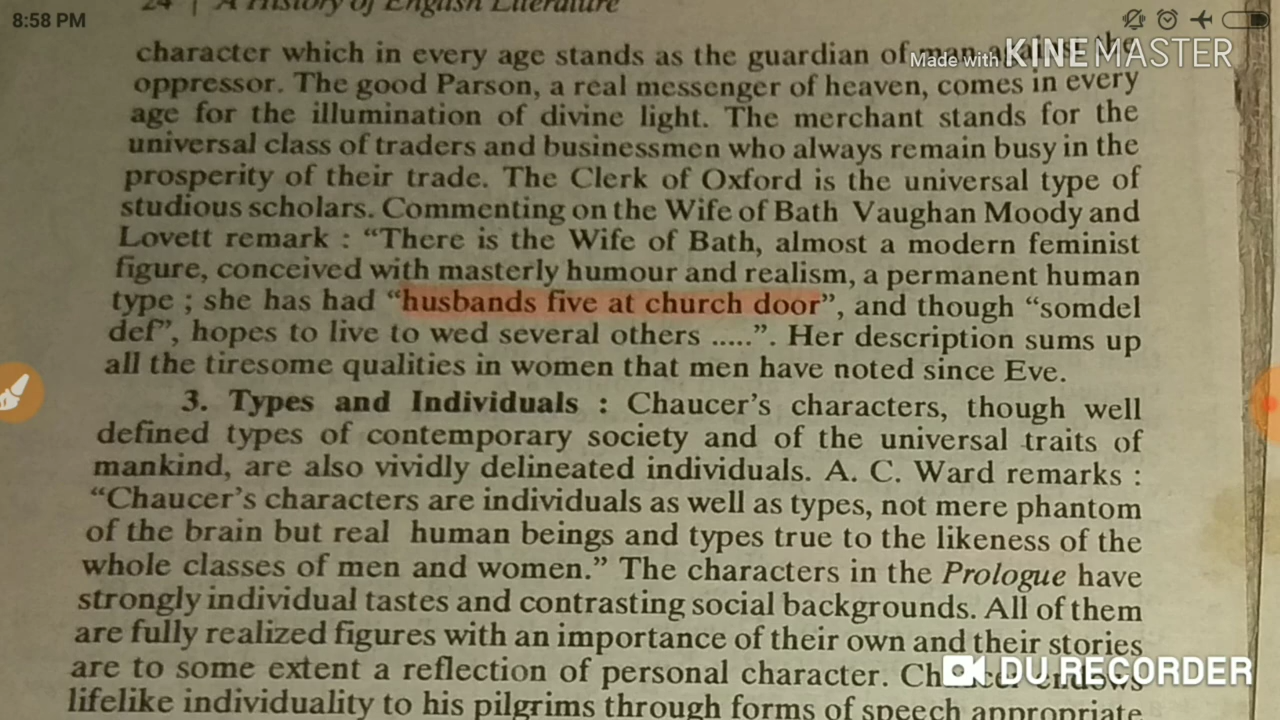 8:58 PM
24 | A History of English Literature
Made with KINEMASTER
character which in every age stands as the guardian of man against the
oppressor. The good Parson, a real messenger of heaven, comes in every
age for the illumination of divine light. The merchant stands for the
universal class of traders and businessmen who always remain busy in the
prosperity of their trade. The Clerk of Oxford is the universal type of
studious scholars. Commenting on the Wife of Bath Vaughan Moody and
Lovett remark : “There is the Wife of Bath, almost a modern feminist
figure, conceived with masterly humour and realism, a permanent human
type ; she has had “husbands five at church door”, and though “somdel
def”, hopes to live to wed several others .....”. Her description sums up
all the tiresome qualities in women that men have noted since Eve.
3. Types and Individuals : Chaucer’s characters, though well
defined types of contemporary society and of the universal traits of
mankind, are also vividly delineated individuals. A. C. Ward remarks :
“Chaucer’s characters are individuals as well as types, not mere phantom
of the brain but real human beings and types true to the likeness of the
whole classes of men and women.” The characters in the Prologue have
strongly individual tastes and contrasting social backgrounds. All of them
are fully realized figures with an importance of their own and their stories
are to some extent a reflection of personal character. Chaucer endows
lifelike individuality to his pilgrims through forms of speech appropriate
DU RECORDER